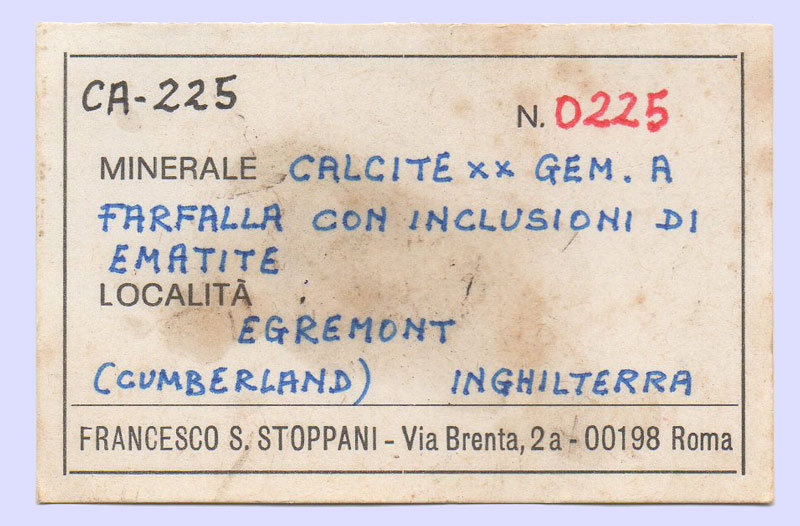 CA-225
N. 0225
MINERALE CALCITE xx GEM. A
FARFALLA CON INCLUSIONI DI
EMATITE
LOCALITÀ
EGREMONT
(CUMBERLAND) INGHILTERRA
FRANCESCO S. STOPPANI - Via Brenta, 2a - 00198 Roma